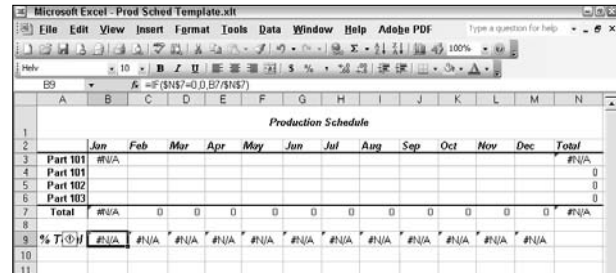 Microsoft Excel - Prod Sched Template.xlt
File Edit View Insert Format Tools Data Window Help Adobe PDF Type a question for help
100%
Helv 10 B I U $ % ,
B9 fx =IF($N$7=0,0,B7/$N$7)
A B C D E F G H I J K L M N
1 Production Schedule
2 Jan Feb Mar Apr May Jun Jul Aug Sep Oct Nov Dec Total
3 Part 101 #N/A #N/A
4 Part 101 0
5 Part 102 0
6 Part 103 0
7 Total #N/A 0 0 0 0 0 0 0 0 0 0 0 #N/A
8
9 % T l #N/A #N/A #N/A #N/A #N/A #N/A #N/A #N/A #N/A #N/A #N/A #N/A
10
11